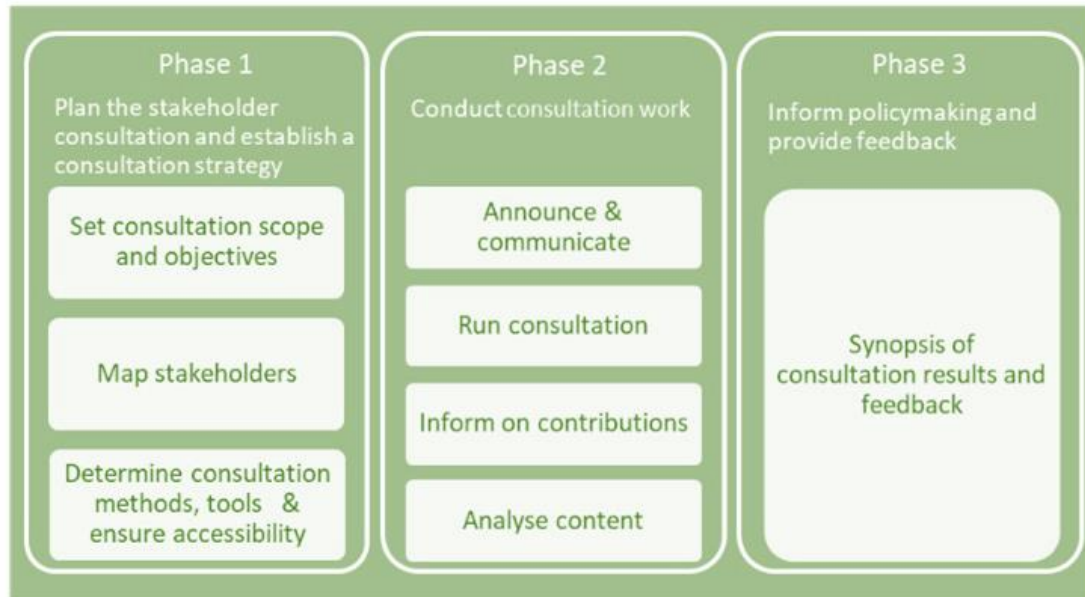 Phase 1
Plan the stakeholder
consultation and establish a
consultation strategy
Set consultation scope
and objectives
Map stakeholders
Determine consultation
methods, tools & 
ensure accessibility
Phase 2
Conduct consultation work
Announce &
communicate
Run consultation
Inform on contributions
Analyse content
Phase 3
Inform policymaking and
provide feedback
Synopsis of
consultation results and
feedback